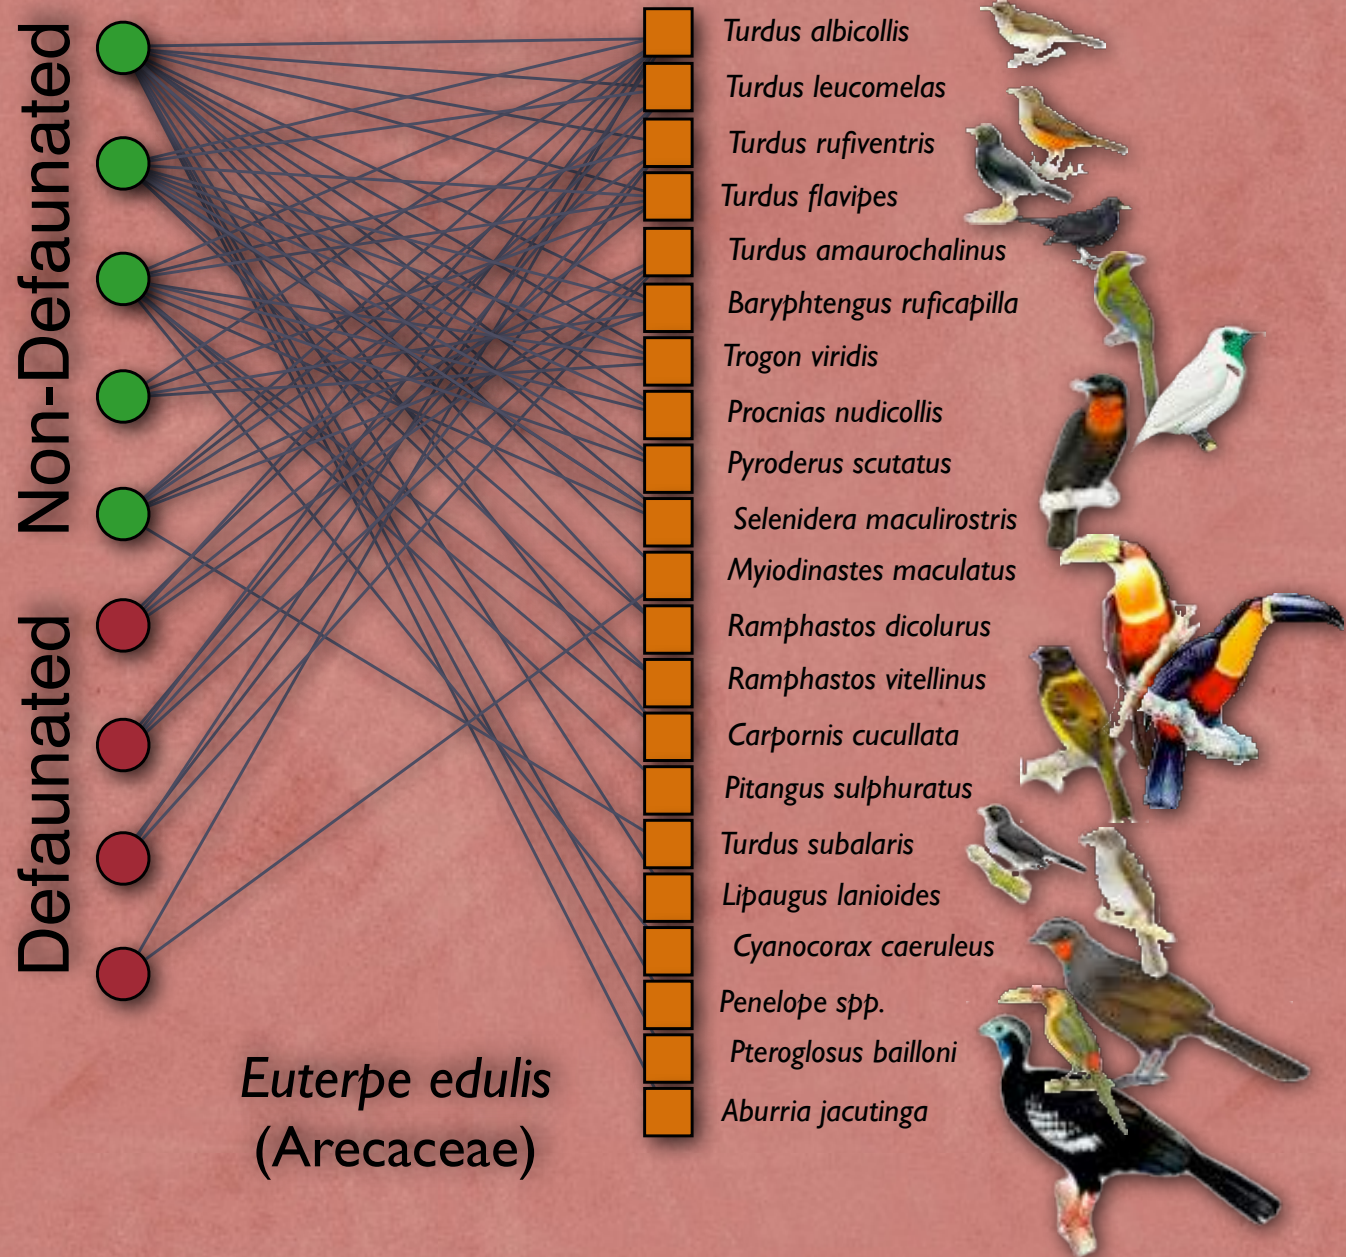 Non-Defaunated
Defaunated
Turdus albicollis
Turdus leucomelas
Turdus rufiventris
Turdus flavipes
Turdus amaurochalinus
Baryphtengus ruficapilla
Trogon viridis
Procnias nudicollis
Pyroderus scutatus
Selenidera maculirostris
Myiodinastes maculatus
Ramphastos dicolurus
Ramphastos vitellinus
Carpornis cucullata
Pitangus sulphuratus
Turdus subalaris
Lipaugus lanioides
Cyanocorax caeruleus
Penelope spp.
Pteroglosus bailloni
Aburria jacutinga
Euterpe edulis
(Arecaceae)